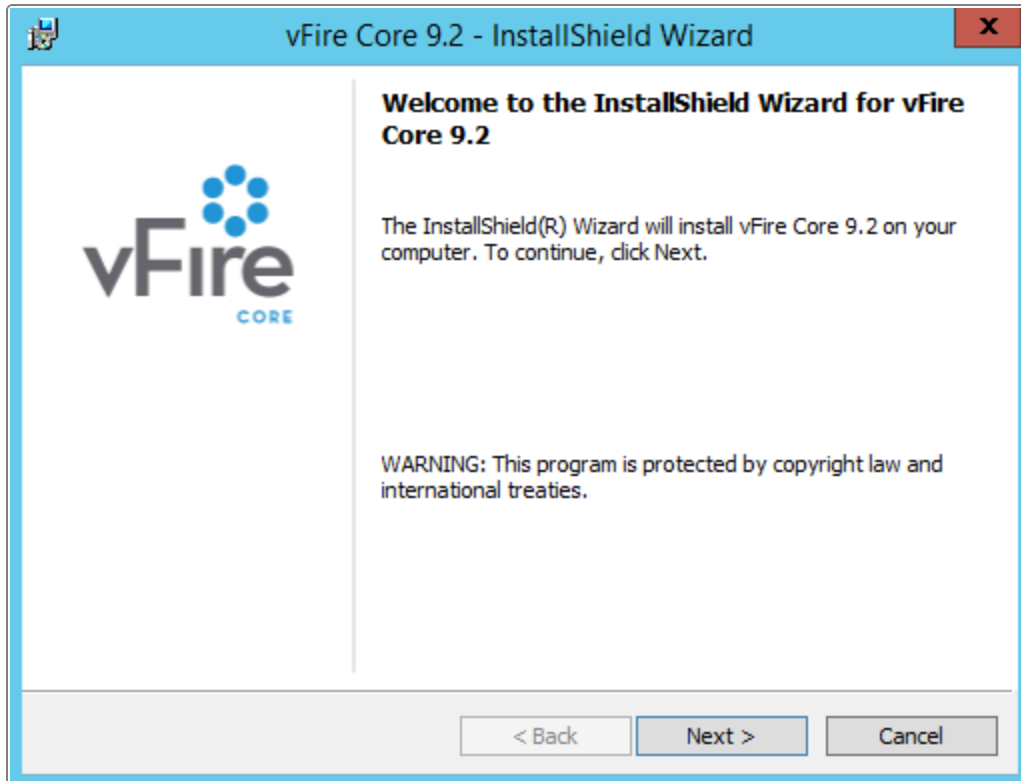 vFire Core 9.2 - InstallShield Wizard
x
Welcome to the InstallShield Wizard for vFire
Core 9.2
vFire
CORE
The InstallShield(R) Wizard will install vFire Core 9.2 on your
computer. To continue, click Next.
WARNING: This program is protected by copyright law and
international treaties.
< Back
Next >
Cancel